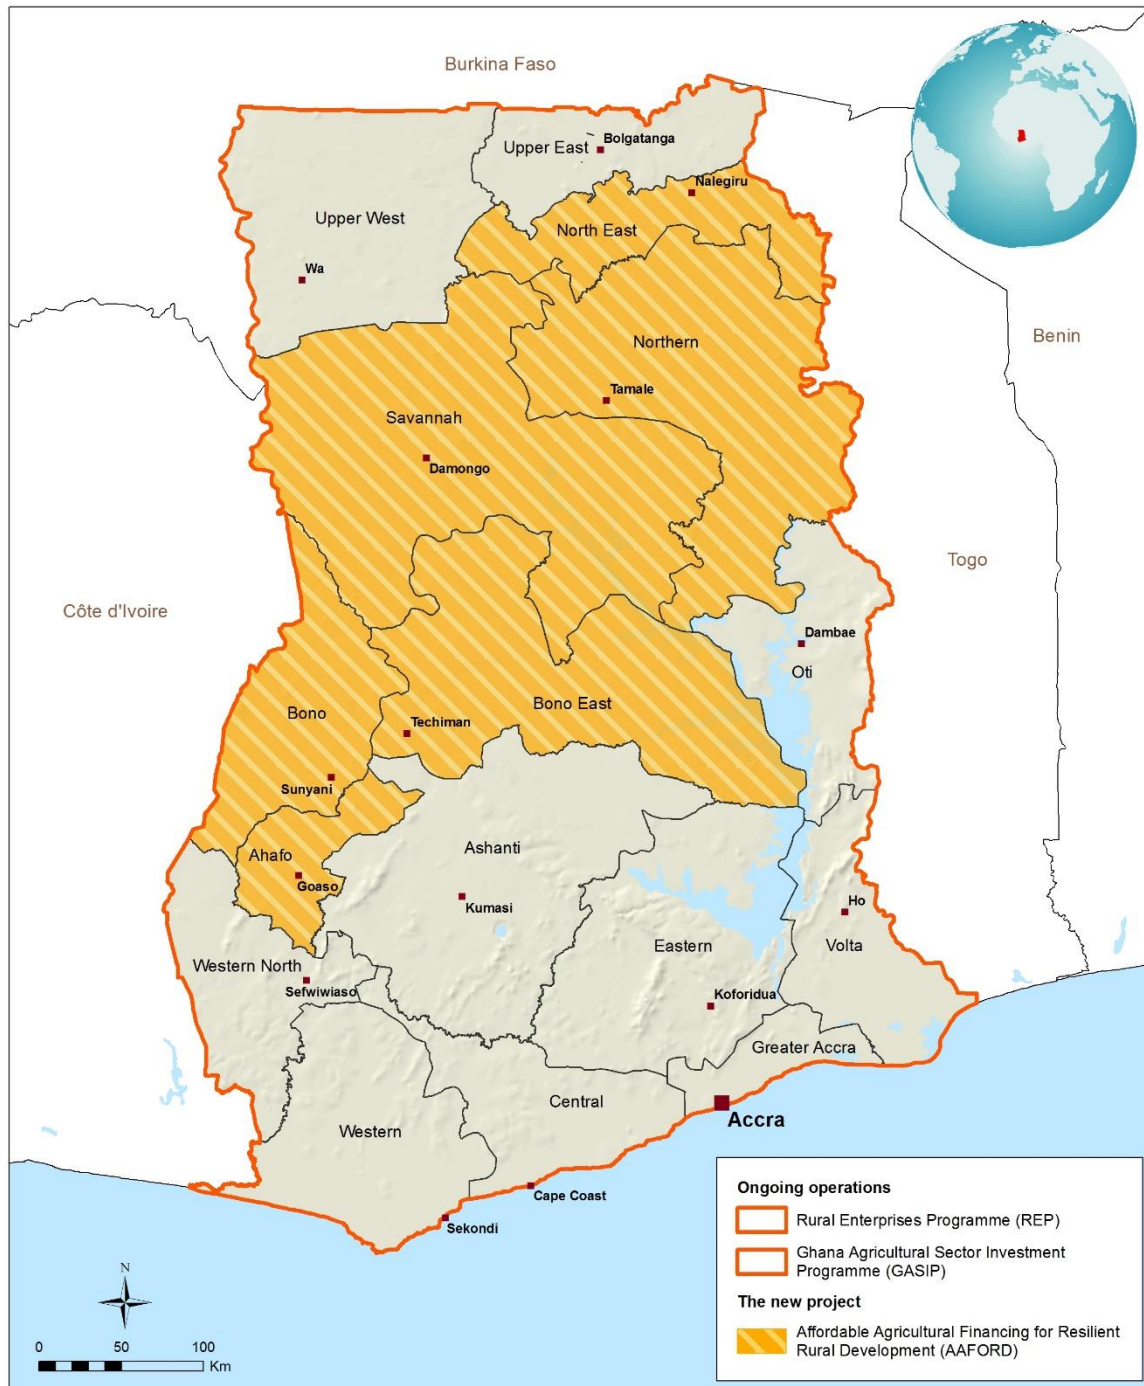 Burkina Faso
Upper East
Bolgatanga
Nalegiru
Upper West
North East
Wa
Northern
Benin
Tamale
Savannah
Damongo
Togo
Côte d'Ivoire
Dambae
Oti
Bono
Bono East
Techiman
Sunyani
Ashanti
Ahafo
Goaso
Kumasi
Ho
Eastern
Volta
Western North
Sefwiwiaso
Koforidua
Greater Accra
Central
Accra
Western
Cape Coast
Sekondi
Ongoing operations
Rural Enterprises Programme (REP)
Ghana Agricultural Sector Investment
Programme (GASIP)
The new project
Affordable Agricultural Financing for Resilient
Rural Development (AAFORD)
N
0 50 100
Km